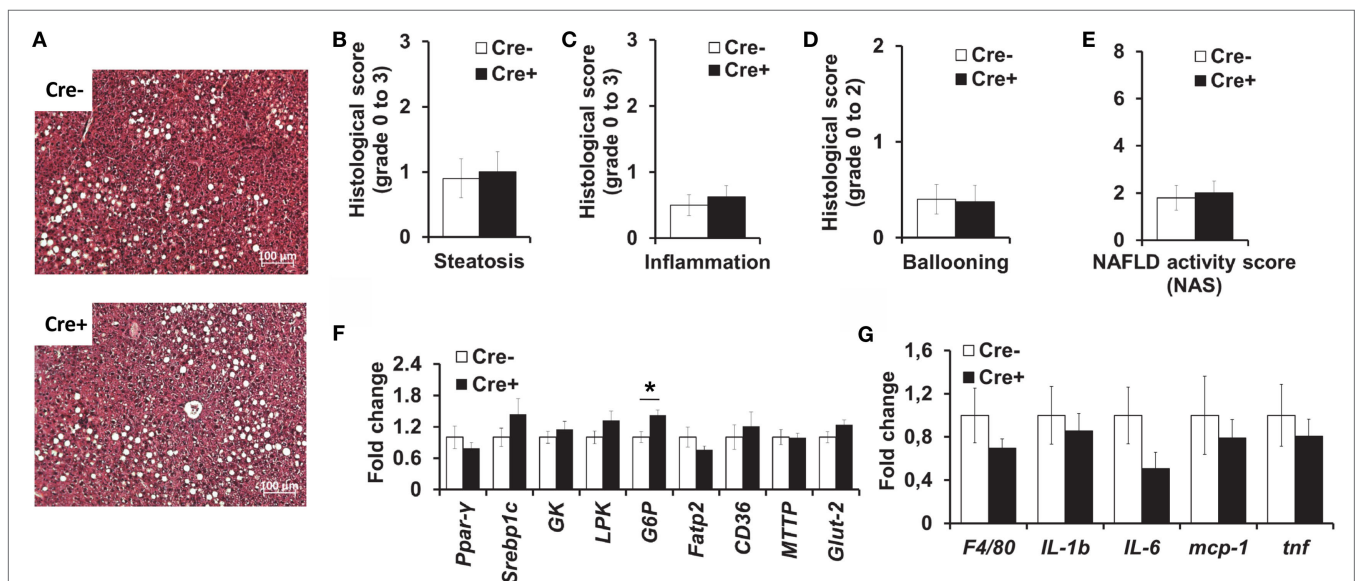 A
Cre-
100 µm
Cre+
100 µm
B
Histological score
(grade 0 to 3)
3
2
1
0
Cre-
Cre+
Steatosis
C
Histological score
(grade 0 to 3)
3
2
1
0
Cre-
Cre+
Inflammation
D
Histological score
(grade 0 to 2)
2
1
0
Cre-
Cre+
Ballooning
E
8
6
4
2
0
Cre-
Cre+
NAFLD activity score
(NAS)
F
Fold change
2.4
1.8
1.2
0.6
0
Cre-
Cre+
*
Ppar-γ
Srebp1c
GK
LPK
G6P
Fatp2
CD36
MTTP
Glut-2
G
Fold change
1,6
1,2
0,8
0,4
0
Cre-
Cre+
F4/80
IL-1b
IL-6
mcp-1
tnf